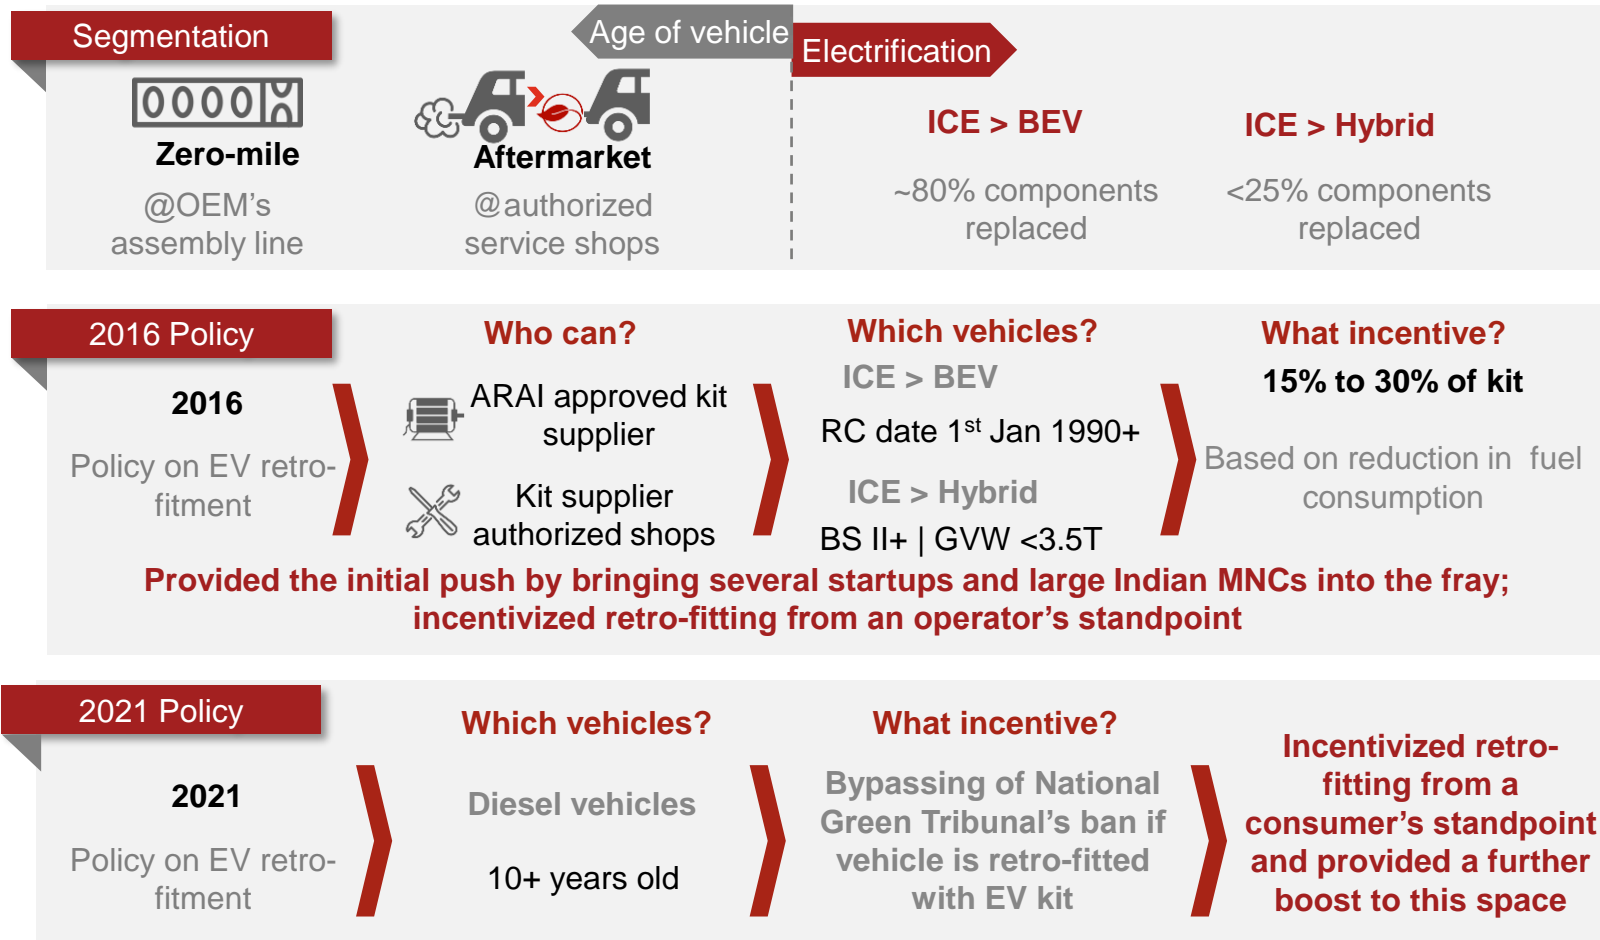 Segmentation
Age of vehicle
Electrification
0000
Zero-mile
@OEM's
assembly line
Aftermarket
@authorized
service shops
ICE > BEV
~80% components
replaced
ICE > Hybrid
<25% components
replaced
2016 Policy
2016
Policy on EV retro-
fitment
Who can?
ARAI approved kit
supplier
Kit supplier
authorized shops
Which vehicles?
ICE > BEV
RC date 1st Jan 1990+
ICE > Hybrid
BS II+ | GVW <3.5T
What incentive?
15% to 30% of kit
Based on reduction in fuel
consumption
Provided the initial push by bringing several startups and large Indian MNCs into the fray;
incentivized retro-fitting from an operator's standpoint
2021 Policy
2021
Policy on EV retro-
fitment
Which vehicles?
Diesel vehicles
10+ years old
What incentive?
Bypassing of National
Green Tribunal's ban if
vehicle is retro-fitted
with EV kit
Incentivized retro-
fitting from a
consumer's standpoint
and provided a further
boost to this space